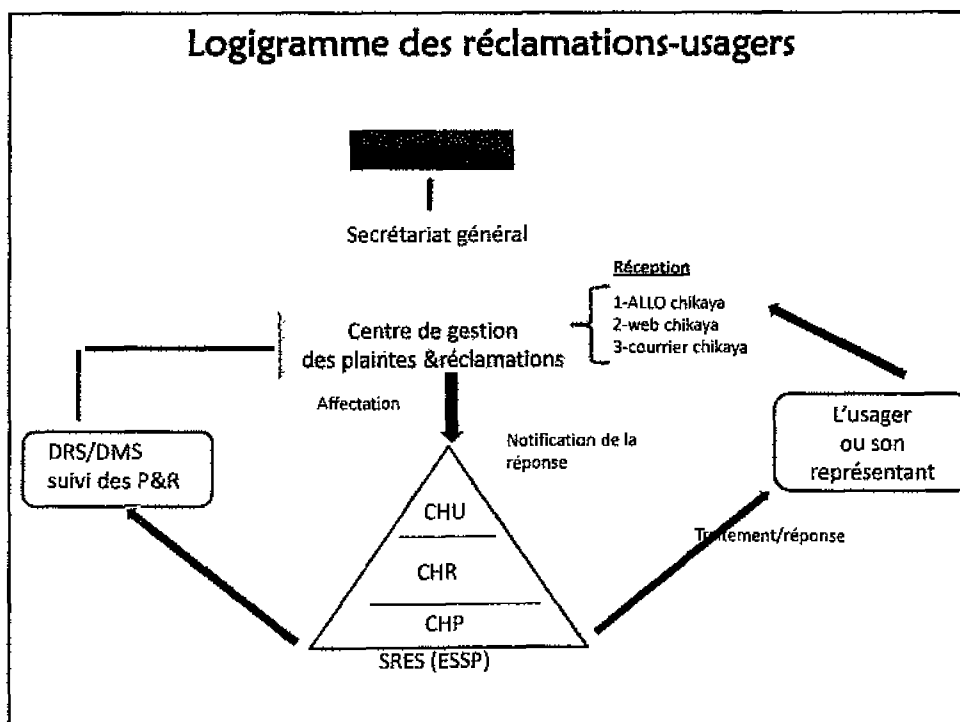 Logigramme des réclamations-usagers
Secrétariat général
Réception
1-ALLO chikaya
2-web chikaya
3-courrier chikaya
Centre de gestion
des plaintes &réclamations
Affectation
Notification de la
réponse
L'usager
ou son
représentant
DRS/DMS
suivi des P&R
CHU
CHR
CHP
SRES (ESSP)
Traitement/réponse